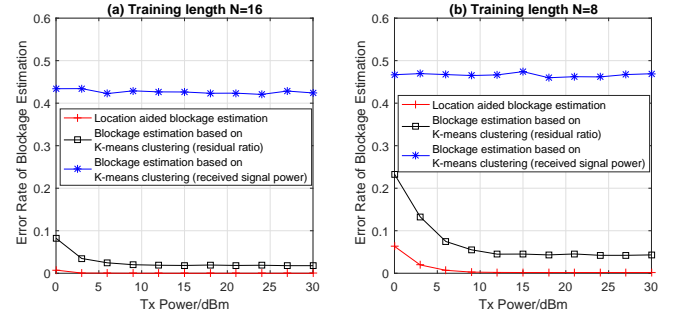 (a) Training length N=16
0.6
0.5
0.4
0.3
0.2
0.1
0
Error Rate of Blockage Estimation
Location aided blockage estimation
Blockage estimation based on
K-means clustering (residual ratio)
Blockage estimation based on
K-means clustering (received signal power)
0 5 10 15 20 25 30
Tx Power/dBm
(b) Training length N=8
0.6
0.5
0.4
0.3
0.2
0.1
0
Error Rate of Blockage Estimation
Location aided blockage estimation
Blockage estimation based on
K-means clustering (residual ratio)
Blockage estimation based on
K-means clustering (received signal power)
0 5 10 15 20 25 30
Tx Power/dBm